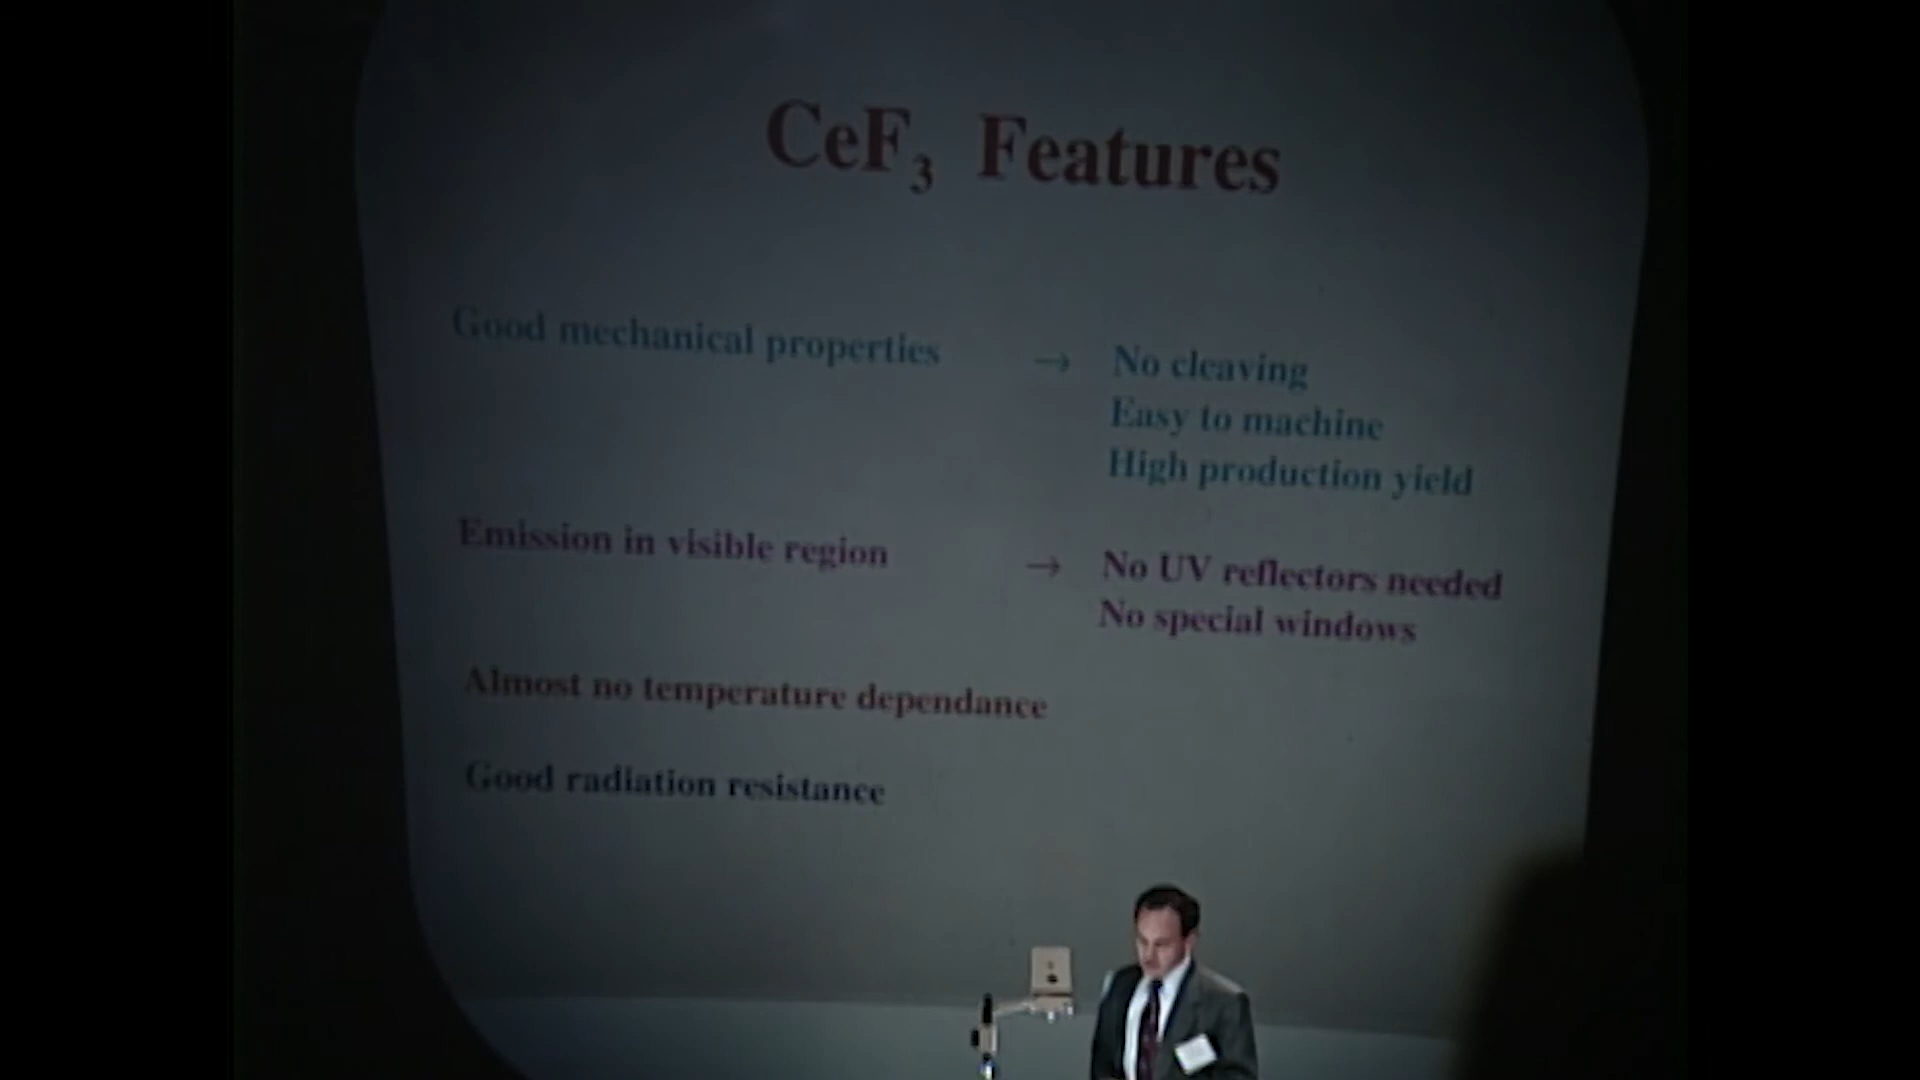 CeF3 Features
Good mechanical properties → No cleaving
Easy to machine
High production yield
Emission in visible region → No UV reflectors needed
No special windows
Almost no temperature dependance
Good radiation resistance